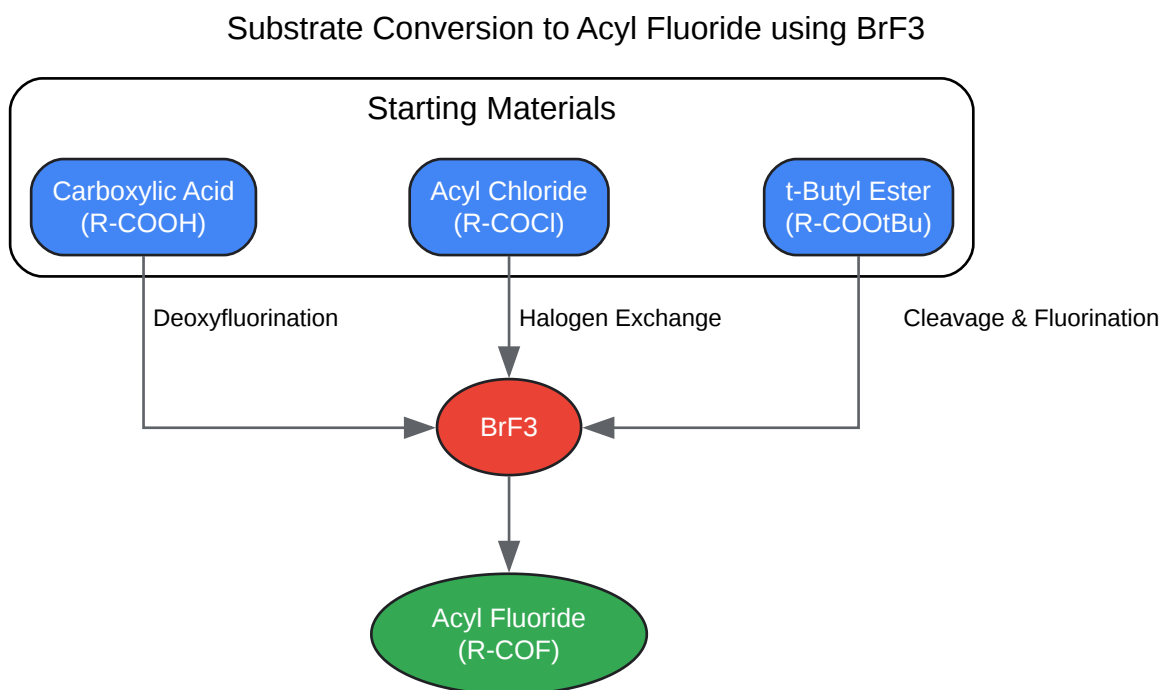 Substrate Conversion to Acyl Fluoride using BrF3
Starting Materials
Carboxylic Acid
(R-COOH)
Acyl Chloride
(R-COCl)
t-Butyl Ester
(R-COOtBu)
Deoxyfluorination
Halogen Exchange
Cleavage & Fluorination
BrF3
Acyl Fluoride
(R-COF)